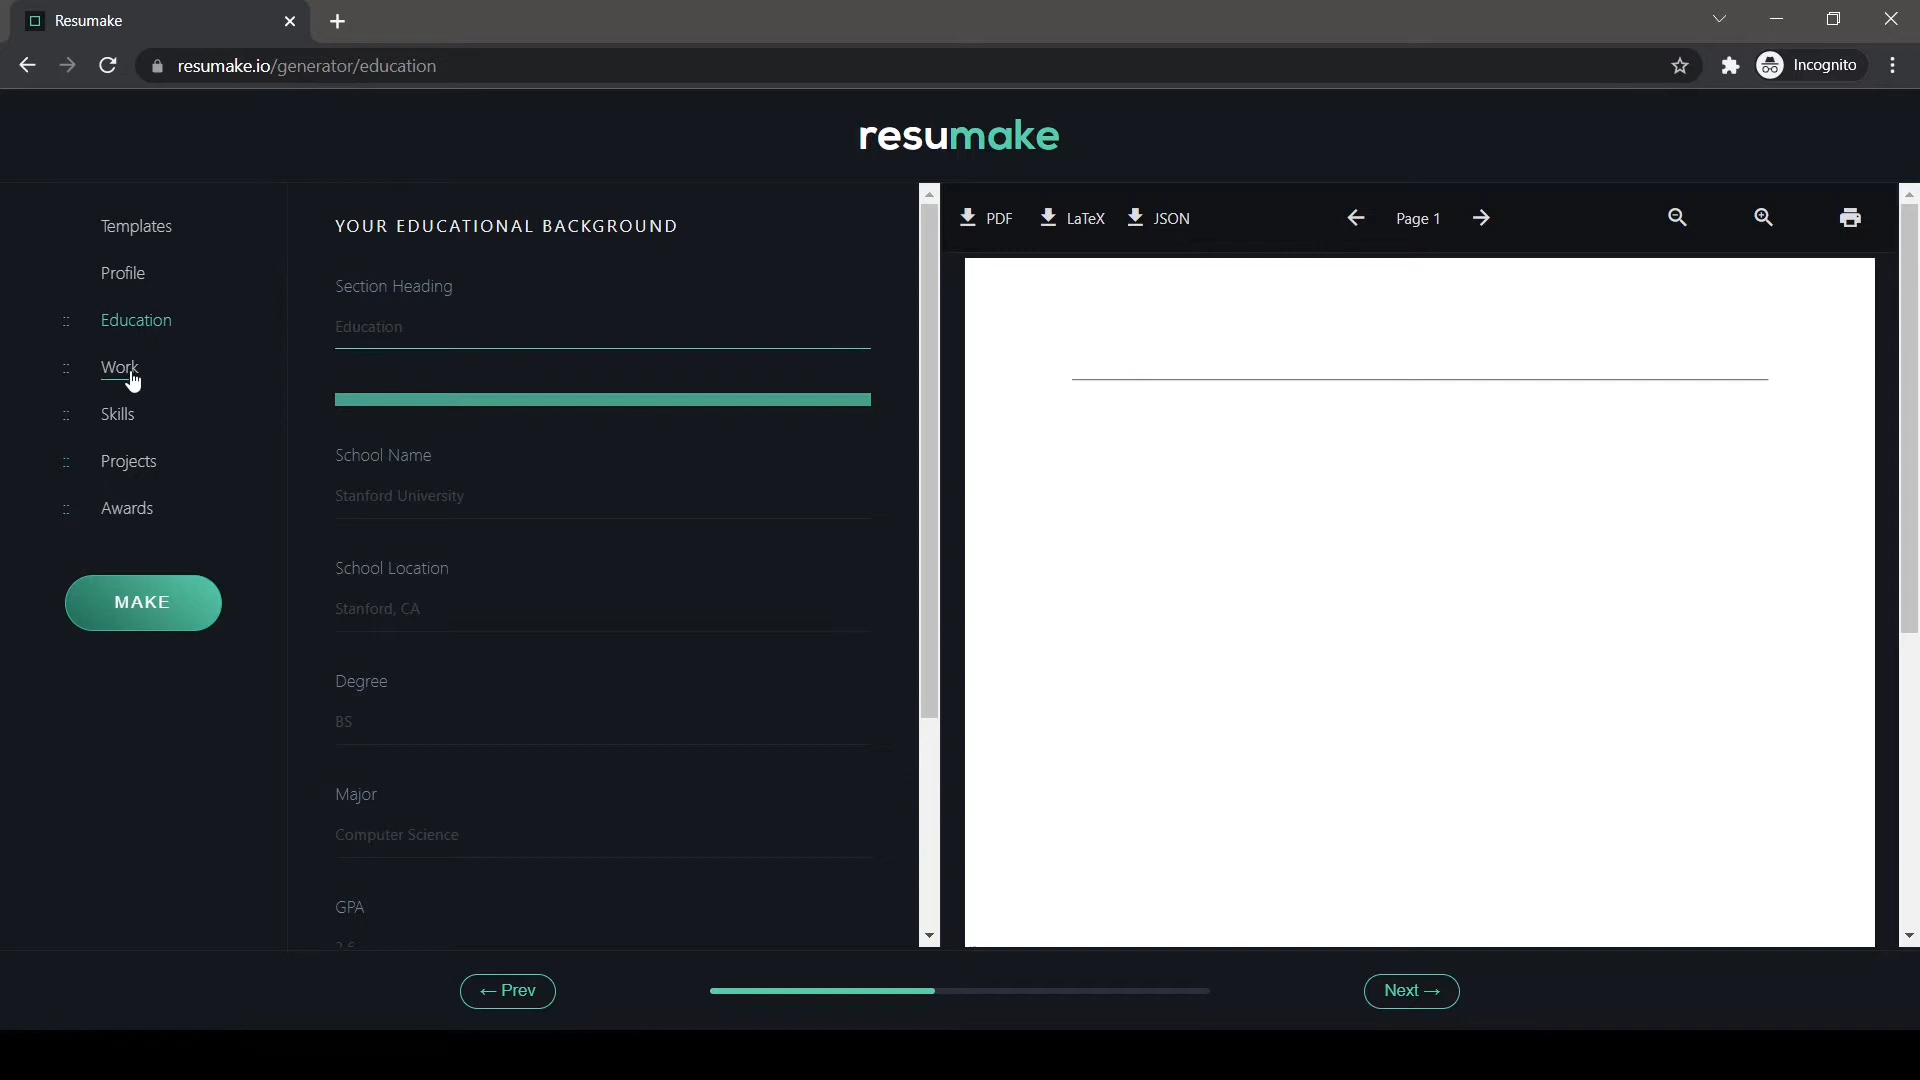 Resumake
resumake.io/generator/education
Incognito
resumake
Templates
Profile
:: Education
:: Work
:: Skills
:: Projects
:: Awards
MAKE
YOUR EDUCATIONAL BACKGROUND
Section Heading
Education
School Name
Stanford University
School Location
Stanford, CA
Degree
BS
Major
Computer Science
GPA
PDF LaTeX JSON
Page 1
← Prev
Next →